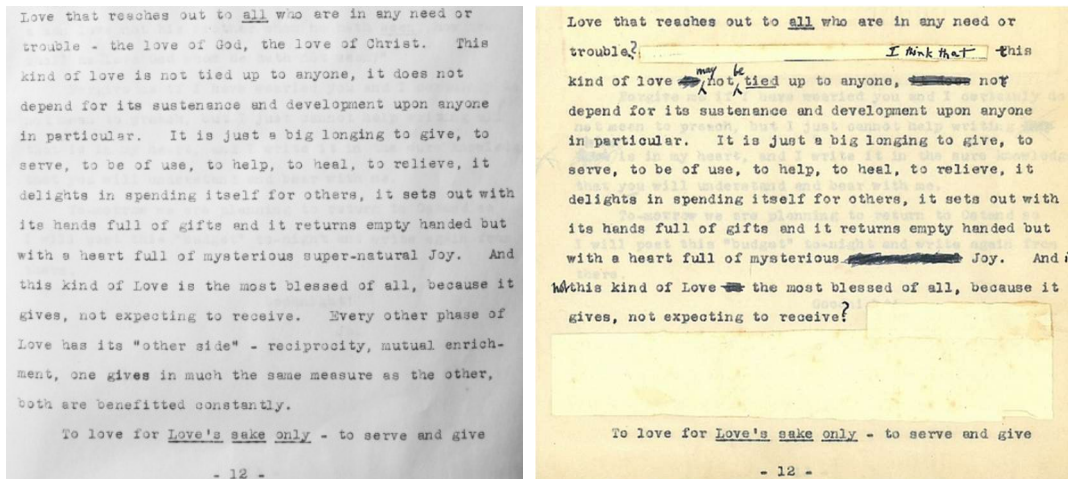 Love that reaches out to all who are in any need or
trouble - the love of God, the love of Christ. This
kind of love is not tied up to anyone, it does not
depend for its sustenance and development upon anyone
in particular. It is just a big longing to give, to
serve, to be of use, to help, to heal, to relieve, it
delights in spending itself for others, it sets out with
its hands full of gifts and it returns empty handed but
with a heart full of mysterious super-natural Joy. And
this kind of Love is the most blessed of all, because it
gives, not expecting to receive. Every other phase of
Love has its "other side" - reciprocity, mutual enrich-
ment, one gives in much the same measure as the other,
both are benefitted constantly.
To love for Love's sake only - to serve and give
- 12 -
Love that reaches out to all who are in any need or
trouble? I think that this
kind of love may not be tied up to anyone, nor
depend for its sustenance and development upon anyone
in particular. It is just a big longing to give, to
serve, to be of use, to help, to heal, to relieve, it
delights in spending itself for others, it sets out with
its hands full of gifts and it returns empty handed but
with a heart full of mysterious Joy. And
this kind of Love the most blessed of all, because it
gives, not expecting to receive?
To love for Love's sake only - to serve and give
- 12 -